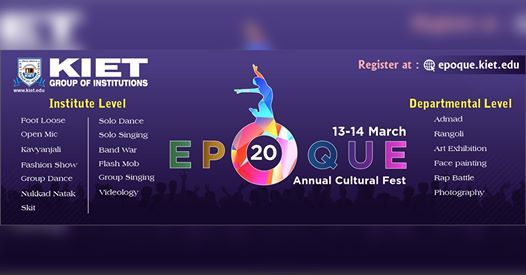 KIET
GROUP OF INSTITUTIONS
www.kiet.edu
Register at : epoque.kiet.edu
Institute Level
Foot Loose
Open Mic
Kavyanjali
Fashion Show
Group Dance
Nukkad Natak
Skit
Solo Dance
Solo Singing
Band War
Flash Mob
Group Singing
Videology
13-14 March
EPO20QUE
Annual Cultural Fest
Departmental Level
Admad
Rangoli
Art Exhibition
Face painting
Rap Battle
Photography